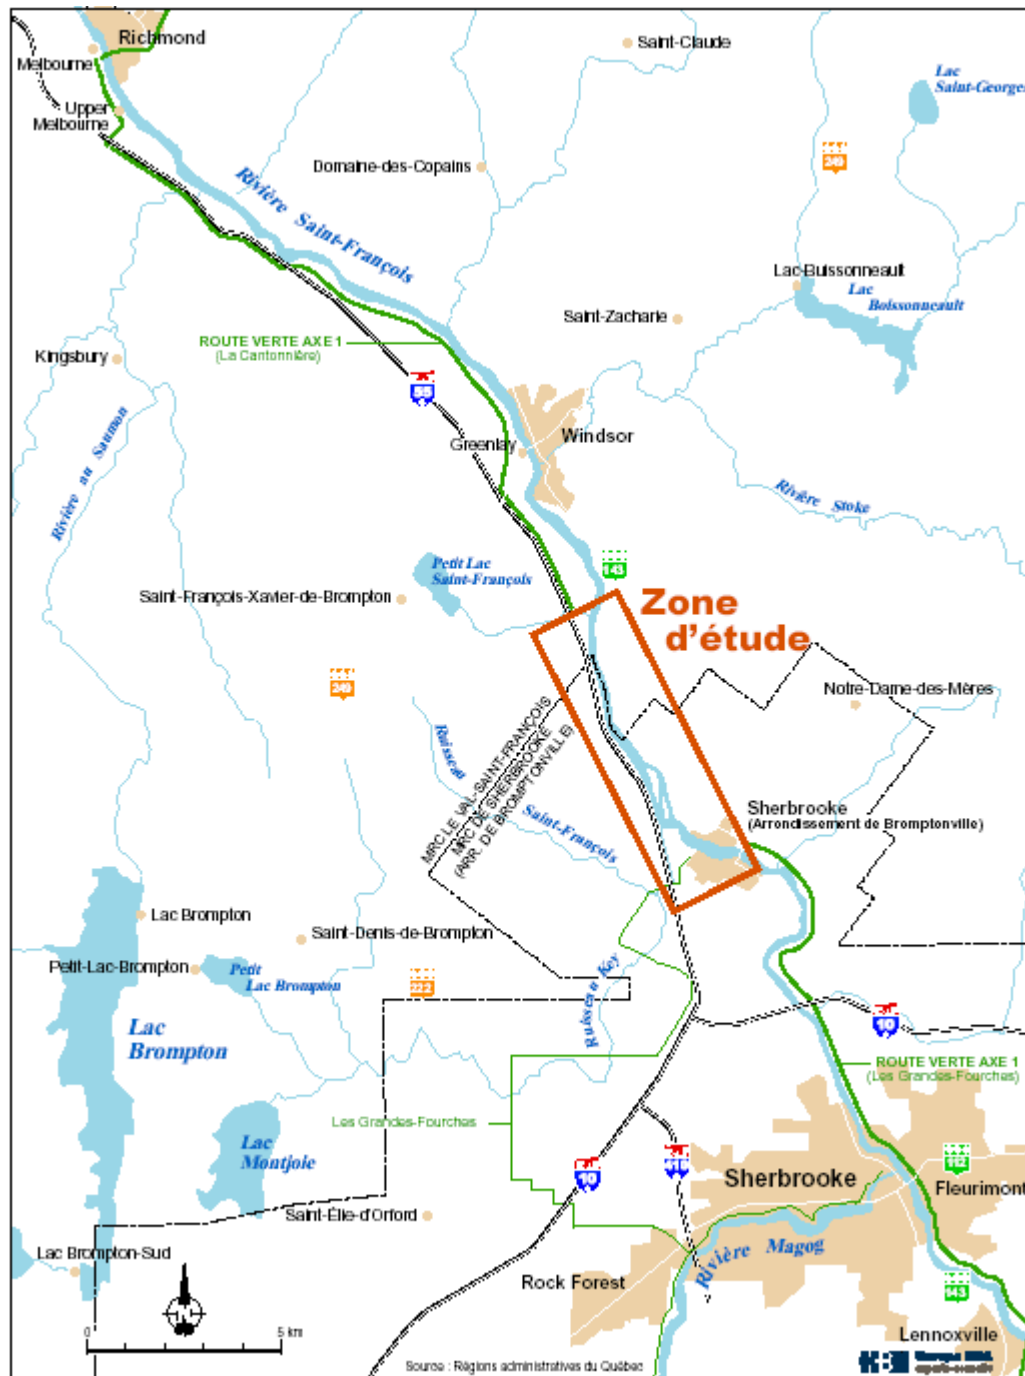 Richmond
Melbourne
Saint-Claude
Lac
Saint-Georges
Upper
Melbourne
249
Domaine-des-Copains
Rivière Saint-François
Lac-Buissonneault
Lac
Boissonneault
Saint-Zacharie
ROUTE VERTE AXE 1
(La Cantonnière)
Kingsbury
55
Windsor
Greenlay
Rivière au Saumon
Rivière Stoke
Petit Lac
Saint-François
143
Saint-François-Xavier-de-Brompton
Zone
d'étude
249
Notre-Dame-des-Mères
MRC LE VAL-SAINT-FRANÇOIS
MRC DE SHERBROOKE
(ARR. DE BROMPTONVILLE)
Ruisseau
Saint-François
Sherbrooke
(Arrondissement de Bromptonville)
Lac Brompton
Saint-Denis-de-Brompton
Petit-Lac-Brompton
Petit
Lac Brompton
222
Ruisseau Key
Lac
Brompton
10
ROUTE VERTE AXE 1
(Les Grandes-Fourches)
Les Grandes-Fourches
Lac
Montjoie
10
Sherbrooke
112
Fleurimont
Saint-Élie-d'Orford
Rivière Magog
Lac Brompton-Sud
Rock Forest
143
0
5 km
Lennoxville
Source : Régions administratives du Québec